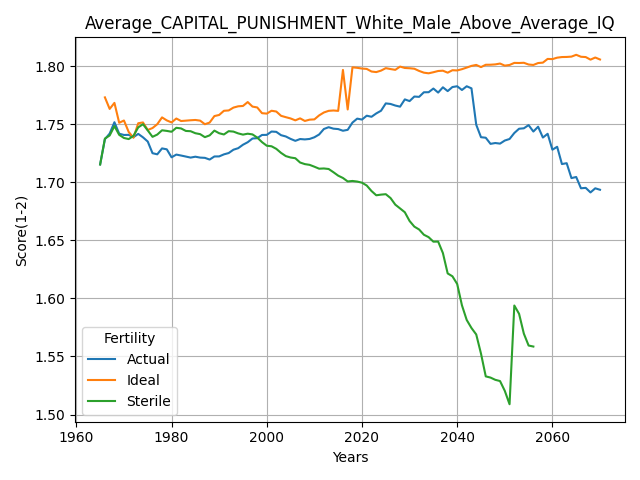 Average_CAPITAL_PUNISHMENT_White_Male_Above_Average_IQ
1.80
1.75
1.70
1.65
1.60
1.55
1.50
Score(1-2)
Fertility
Actual
Ideal
Sterile
1960
1980
2000
2020
2040
2060
Years